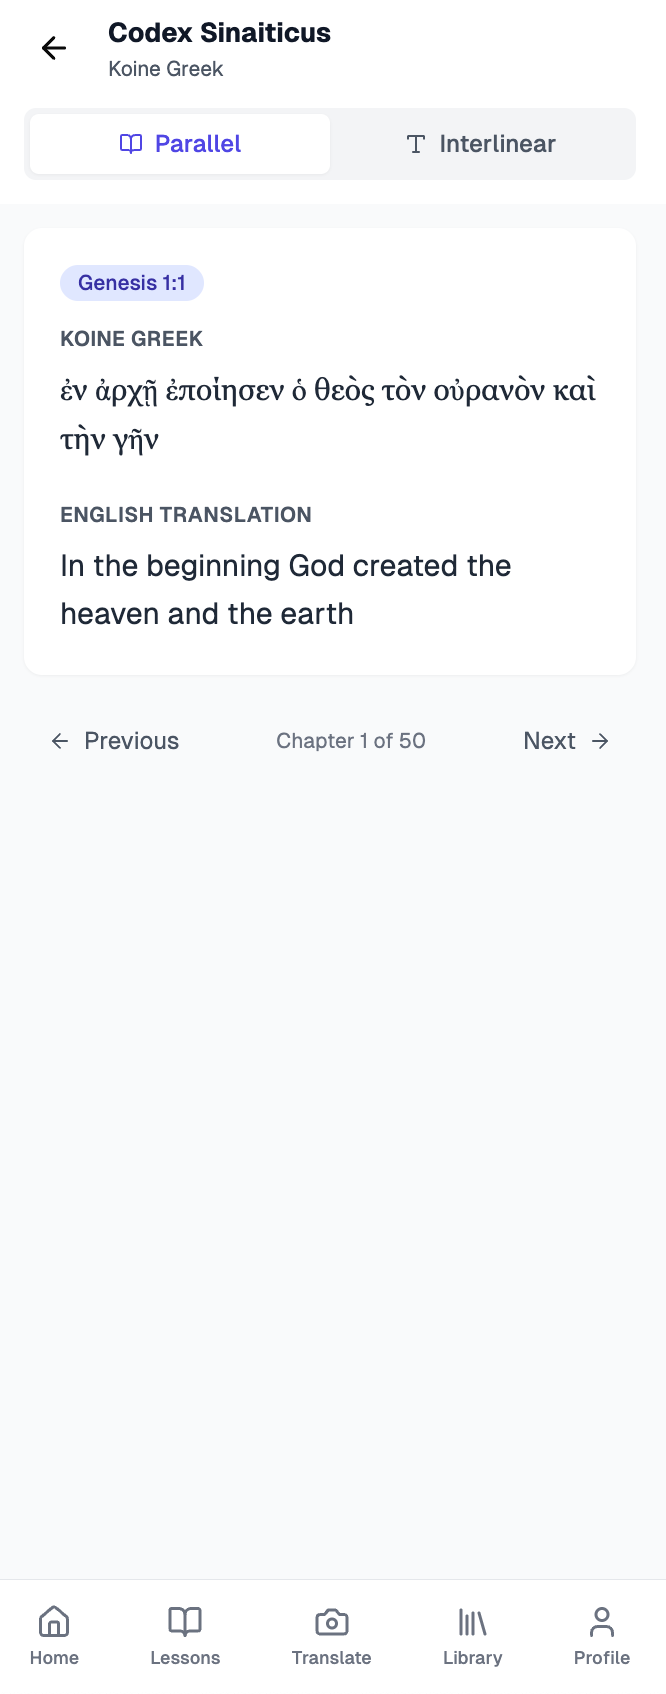 Codex Sinaiticus
Koine Greek
Parallel
Interlinear
Genesis 1:1
KOINE GREEK
ἐν ἀρχῇ ἐποίησεν ὁ θεὸς τὸν οὐρανὸν καὶ
τὴν γῆν
ENGLISH TRANSLATION
In the beginning God created the
heaven and the earth
Previous
Chapter 1 of 50
Next
Home
Lessons
Translate
Library
Profile